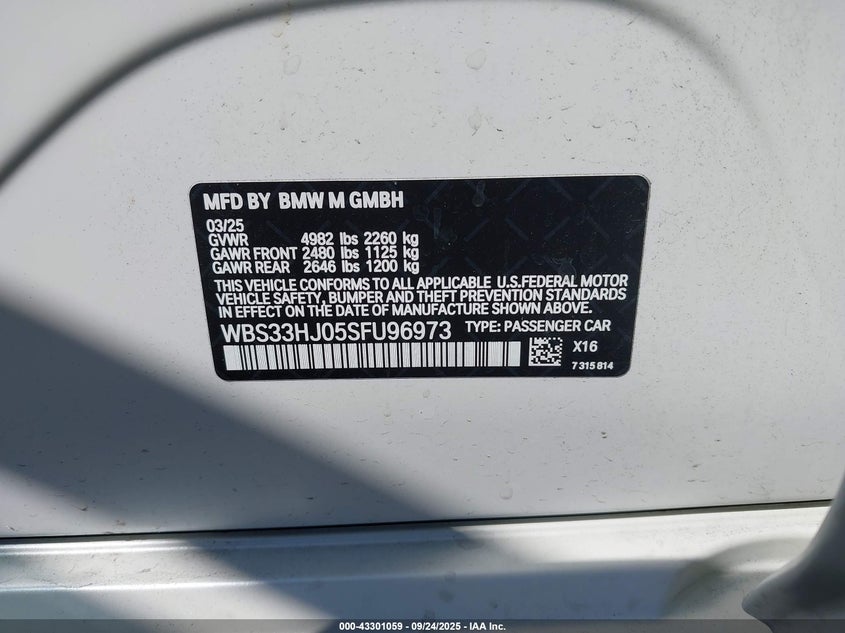 MFD BY BMW M GMBH
03/25
GVWR 4982 lbs 2260 kg
GAWR FRONT 2480 lbs 1125 kg
GAWR REAR 2646 lbs 1200 kg
THIS VEHICLE CONFORMS TO ALL APPLICABLE U.S.FEDERAL MOTOR
VEHICLE SAFETY, BUMPER AND THEFT PREVENTION STANDARDS
IN EFFECT ON THE DATE OF MANUFACTURE SHOWN ABOVE.
WBS33HJ05SFU96973 TYPE: PASSENGER CAR
X16
7 315 814
000-43301059 - 09/24/2025 - IAA Inc.